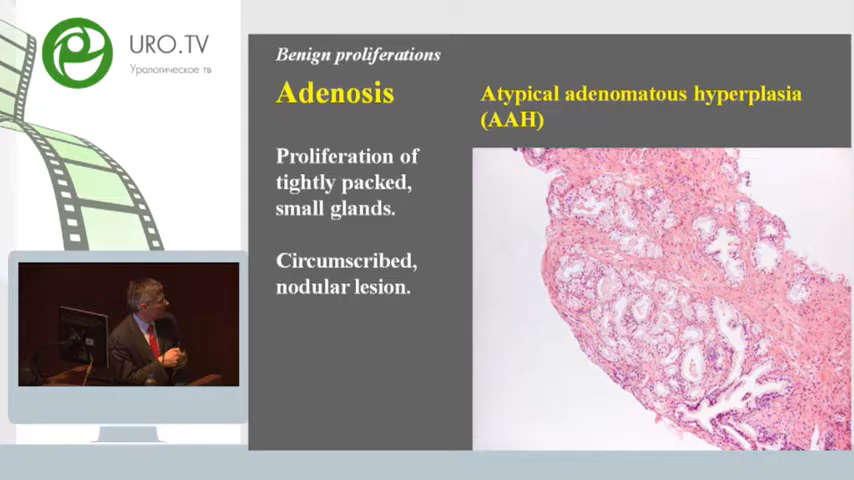 URO.TV
Урологическое тв
Benign proliferations
Adenosis
Atypical adenomatous hyperplasia
(AAH)
Proliferation of
tightly packed,
small glands.
Circumscribed,
nodular lesion.